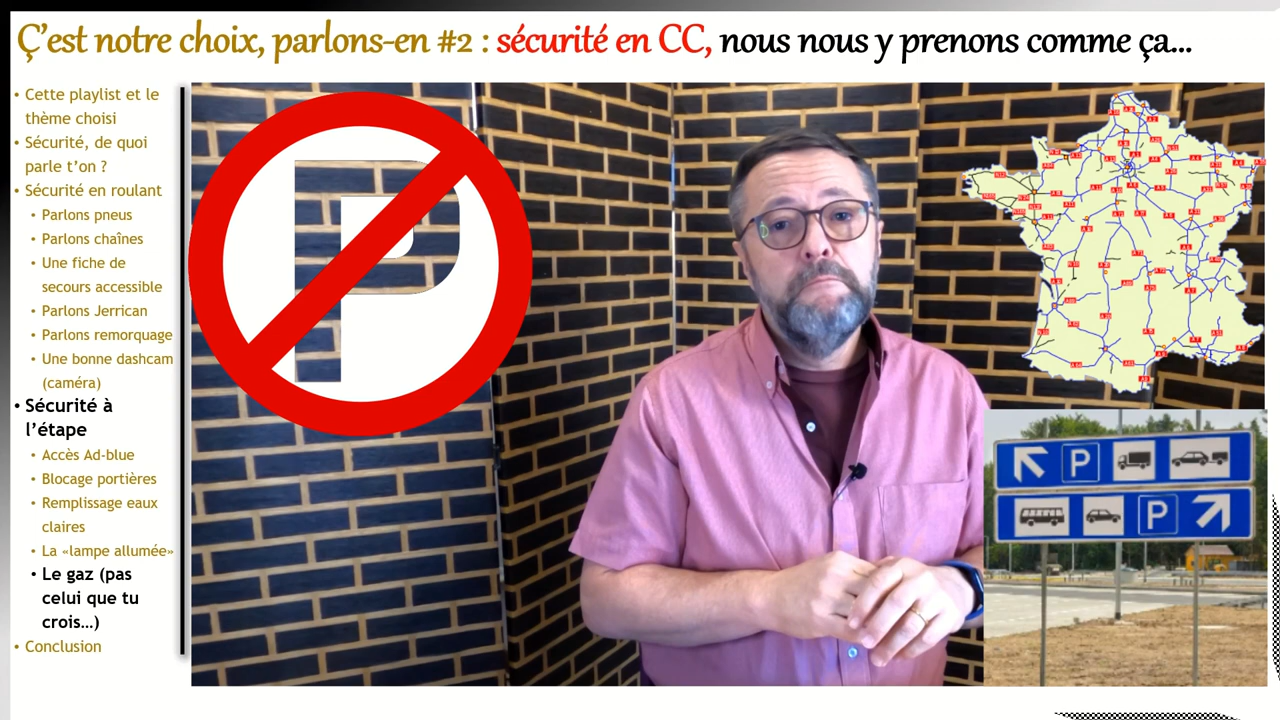 Ç’est notre choix, parlons-en #2 : sécurité en CC, nous nous y prenons comme ça...
• Cette playlist et le
thème choisi
• Sécurité, de quoi
parle t’on ?
• Sécurité en roulant
• Parlons pneus
• Parlons chaînes
• Une fiche de
secours accessible
• Parlons Jerrican
• Parlons remorquage
• Une bonne dashcam
(caméra)
• Sécurité à
l’étape
• Accès Ad-blue
• Blocage portières
• Remplissage eaux
claires
• La «lampe allumée»
• Le gaz (pas
celui que tu
crois…)
• Conclusion
P
P
P